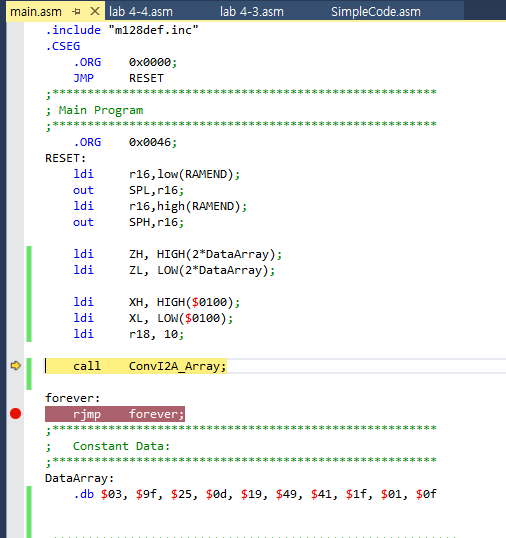 main.asm lab 4-4.asm lab 4-3.asm SimpleCode.asm
.include "m128def.inc"
.CSEG
.ORG 0x0000;
JMP RESET
;*******************************************************
; Main Program
;*******************************************************
.ORG 0x0046;
RESET:
ldi r16,low(RAMEND);
out SPL,r16;
ldi r16,high(RAMEND);
out SPH,r16;
ldi ZH, HIGH(2*DataArray);
ldi ZL, LOW(2*DataArray);
ldi XH, HIGH($0100);
ldi XL, LOW($0100);
ldi r18, 10;
call ConvI2A_Array;
forever:
rjmp forever;
;*******************************************************
; Constant Data:
;*******************************************************
DataArray:
.db $03, $9f, $25, $0d, $19, $49, $41, $1f, $01, $0f